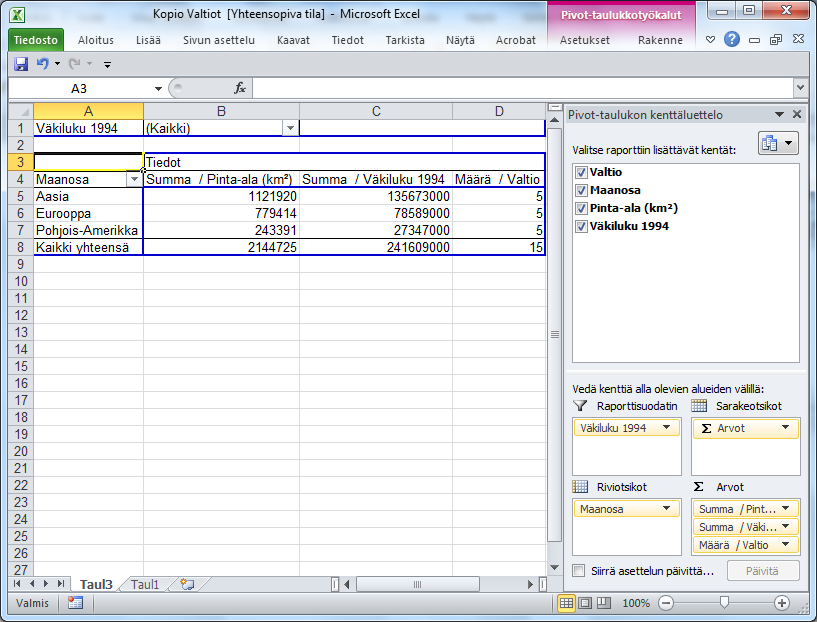 Kopio Valtiot [Yhteensopiva tila] - Microsoft Excel
Pivot-taulukkotyökalut
Tiedosto Aloitus Lisää Sivun asettelu Kaavat Tiedot Tarkista Näytä Acrobat Asetukset Rakenne
A3 fx
A B C D
1 Väkiluku 1994 (Kaikki)
2
3 Tiedot
4 Maanosa Summa / Pinta-ala (km²) Summa / Väkiluku 1994 Määrä / Valtio
5 Aasia 1121920 135673000 5
6 Eurooppa 779414 78589000 5
7 Pohjois-Amerikka 243391 27347000 5
8 Kaikki yhteensä 2144725 241609000 15
9
10
11
12
13
14
15
16
17
18
19
20
21
22
23
24
25
26
27
Taul3 Taul1
Valmis
100%
Pivot-taulukon kenttäluettelo
Valitse raporttiin lisättävät kentät:
Valtio
Maanosa
Pinta-ala (km²)
Väkiluku 1994
Vedä kenttiä alla olevien alueiden välillä:
Raporttisuodatin Sarakeotsikot
Väkiluku 1994 Σ Arvot
Riviotsikot Σ Arvot
Maanosa Summa / Pint...
Summa / Väki...
Määrä / Valtio
Siirrä asettelun päivitt... Päivitä